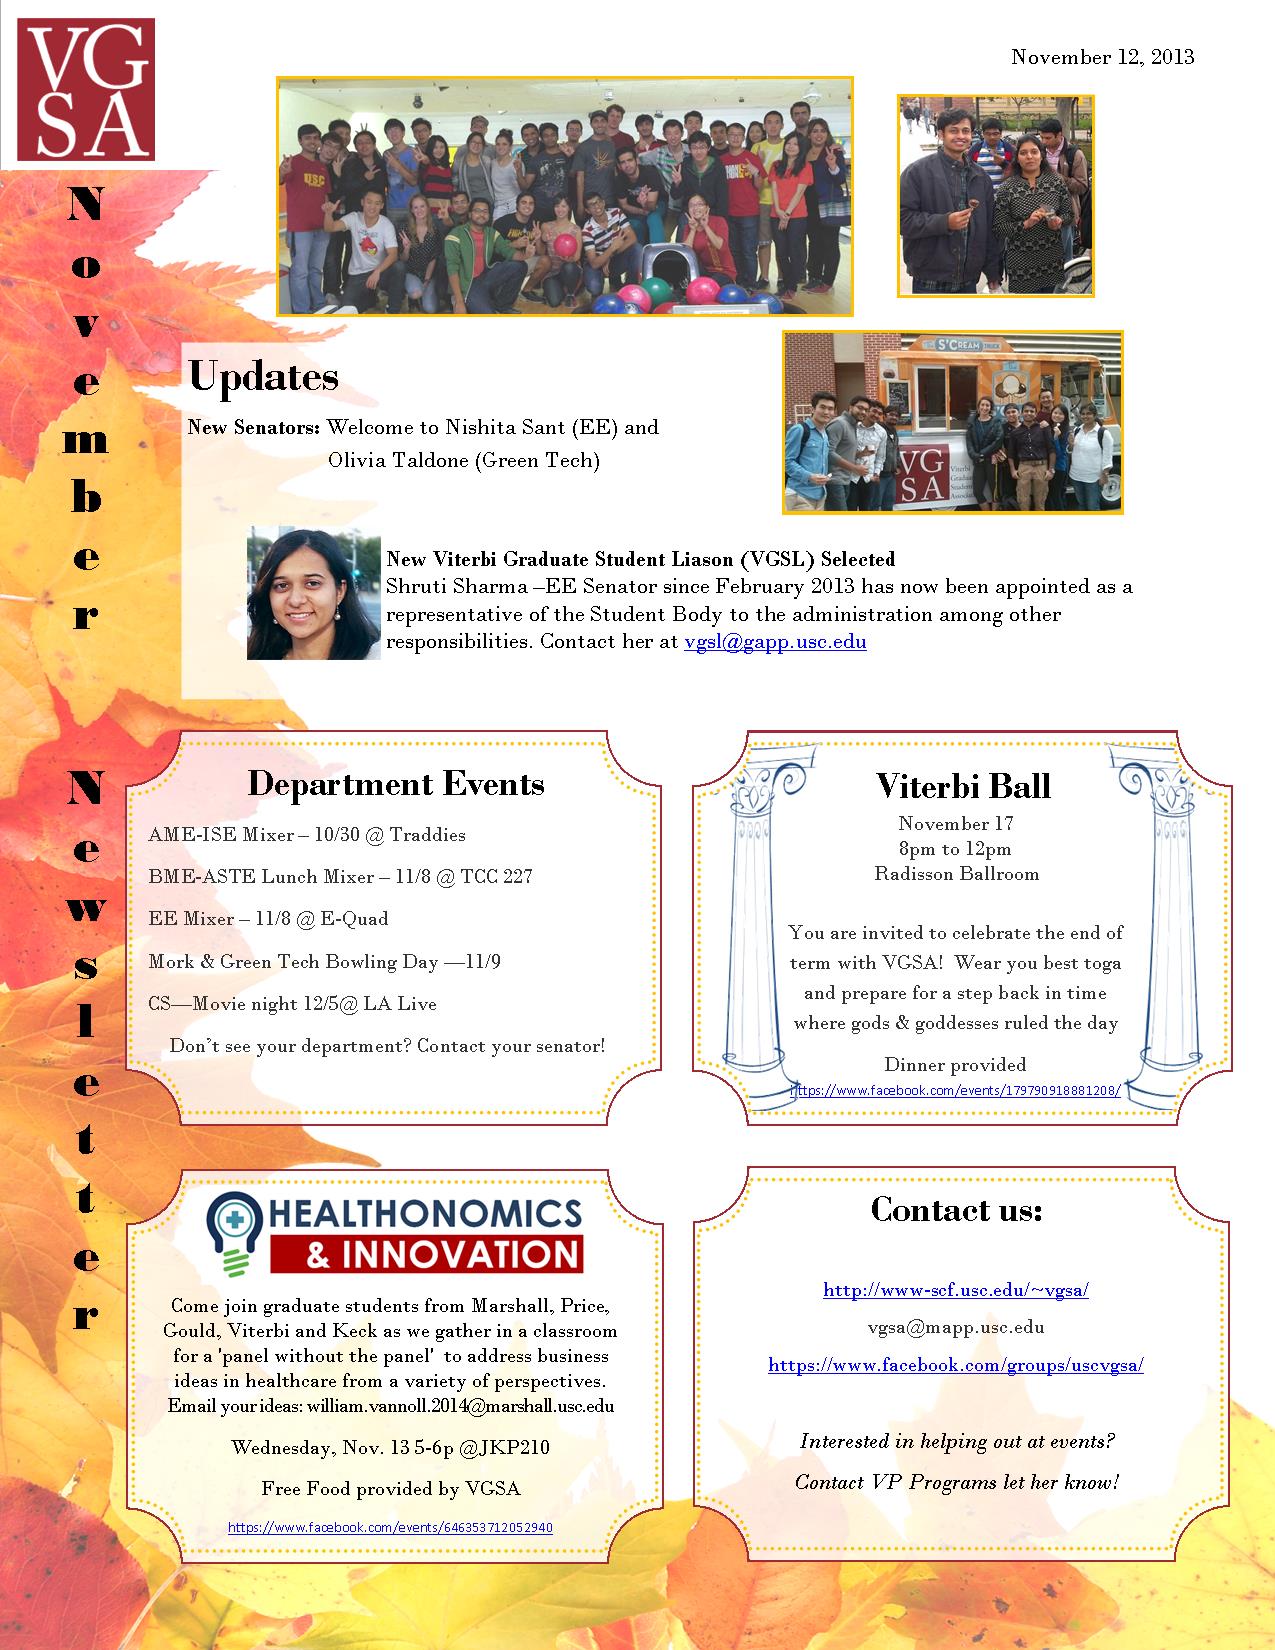 VG
SA
November 12, 2013
November
Newsletter
USC
S'CREAM TRUCK
VG
SA
Viterbi
Graduate
Student
Association
Updates
New Senators: Welcome to Nishita Sant (EE) and
Olivia Taldone (Green Tech)
New Viterbi Graduate Student Liason (VGSL) Selected
Shruti Sharma –EE Senator since February 2013 has now been appointed as a
representative of the Student Body to the administration among other
responsibilities. Contact her at vgsl@gapp.usc.edu
Department Events
AME-ISE Mixer – 10/30 @ Traddies
BME-ASTE Lunch Mixer – 11/8 @ TCC 227
EE Mixer – 11/8 @ E-Quad
Mork & Green Tech Bowling Day —11/9
CS—Movie night 12/5@ LA Live
Don't see your department? Contact your senator!
Viterbi Ball
November 17
8pm to 12pm
Radisson Ballroom
You are invited to celebrate the end of
term with VGSA!  Wear you best toga
and prepare for a step back in time
where gods & goddesses ruled the day
Dinner provided
https://www.facebook.com/events/179790918881208/
HEALTHONOMICS
& INNOVATION
Come join graduate students from Marshall, Price,
Gould, Viterbi and Keck as we gather in a classroom
for a 'panel without the panel'  to address business
ideas in healthcare from a variety of perspectives.
Email your ideas: william.vannoll.2014@marshall.usc.edu
Wednesday, Nov. 13 5-6p @JKP210
Free Food provided by VGSA
https://www.facebook.com/events/646353712052940
Contact us:
http://www-scf.usc.edu/~vgsa/
vgsa@mapp.usc.edu
https://www.facebook.com/groups/uscvgsa/
Interested in helping out at events?
Contact VP Programs let her know!